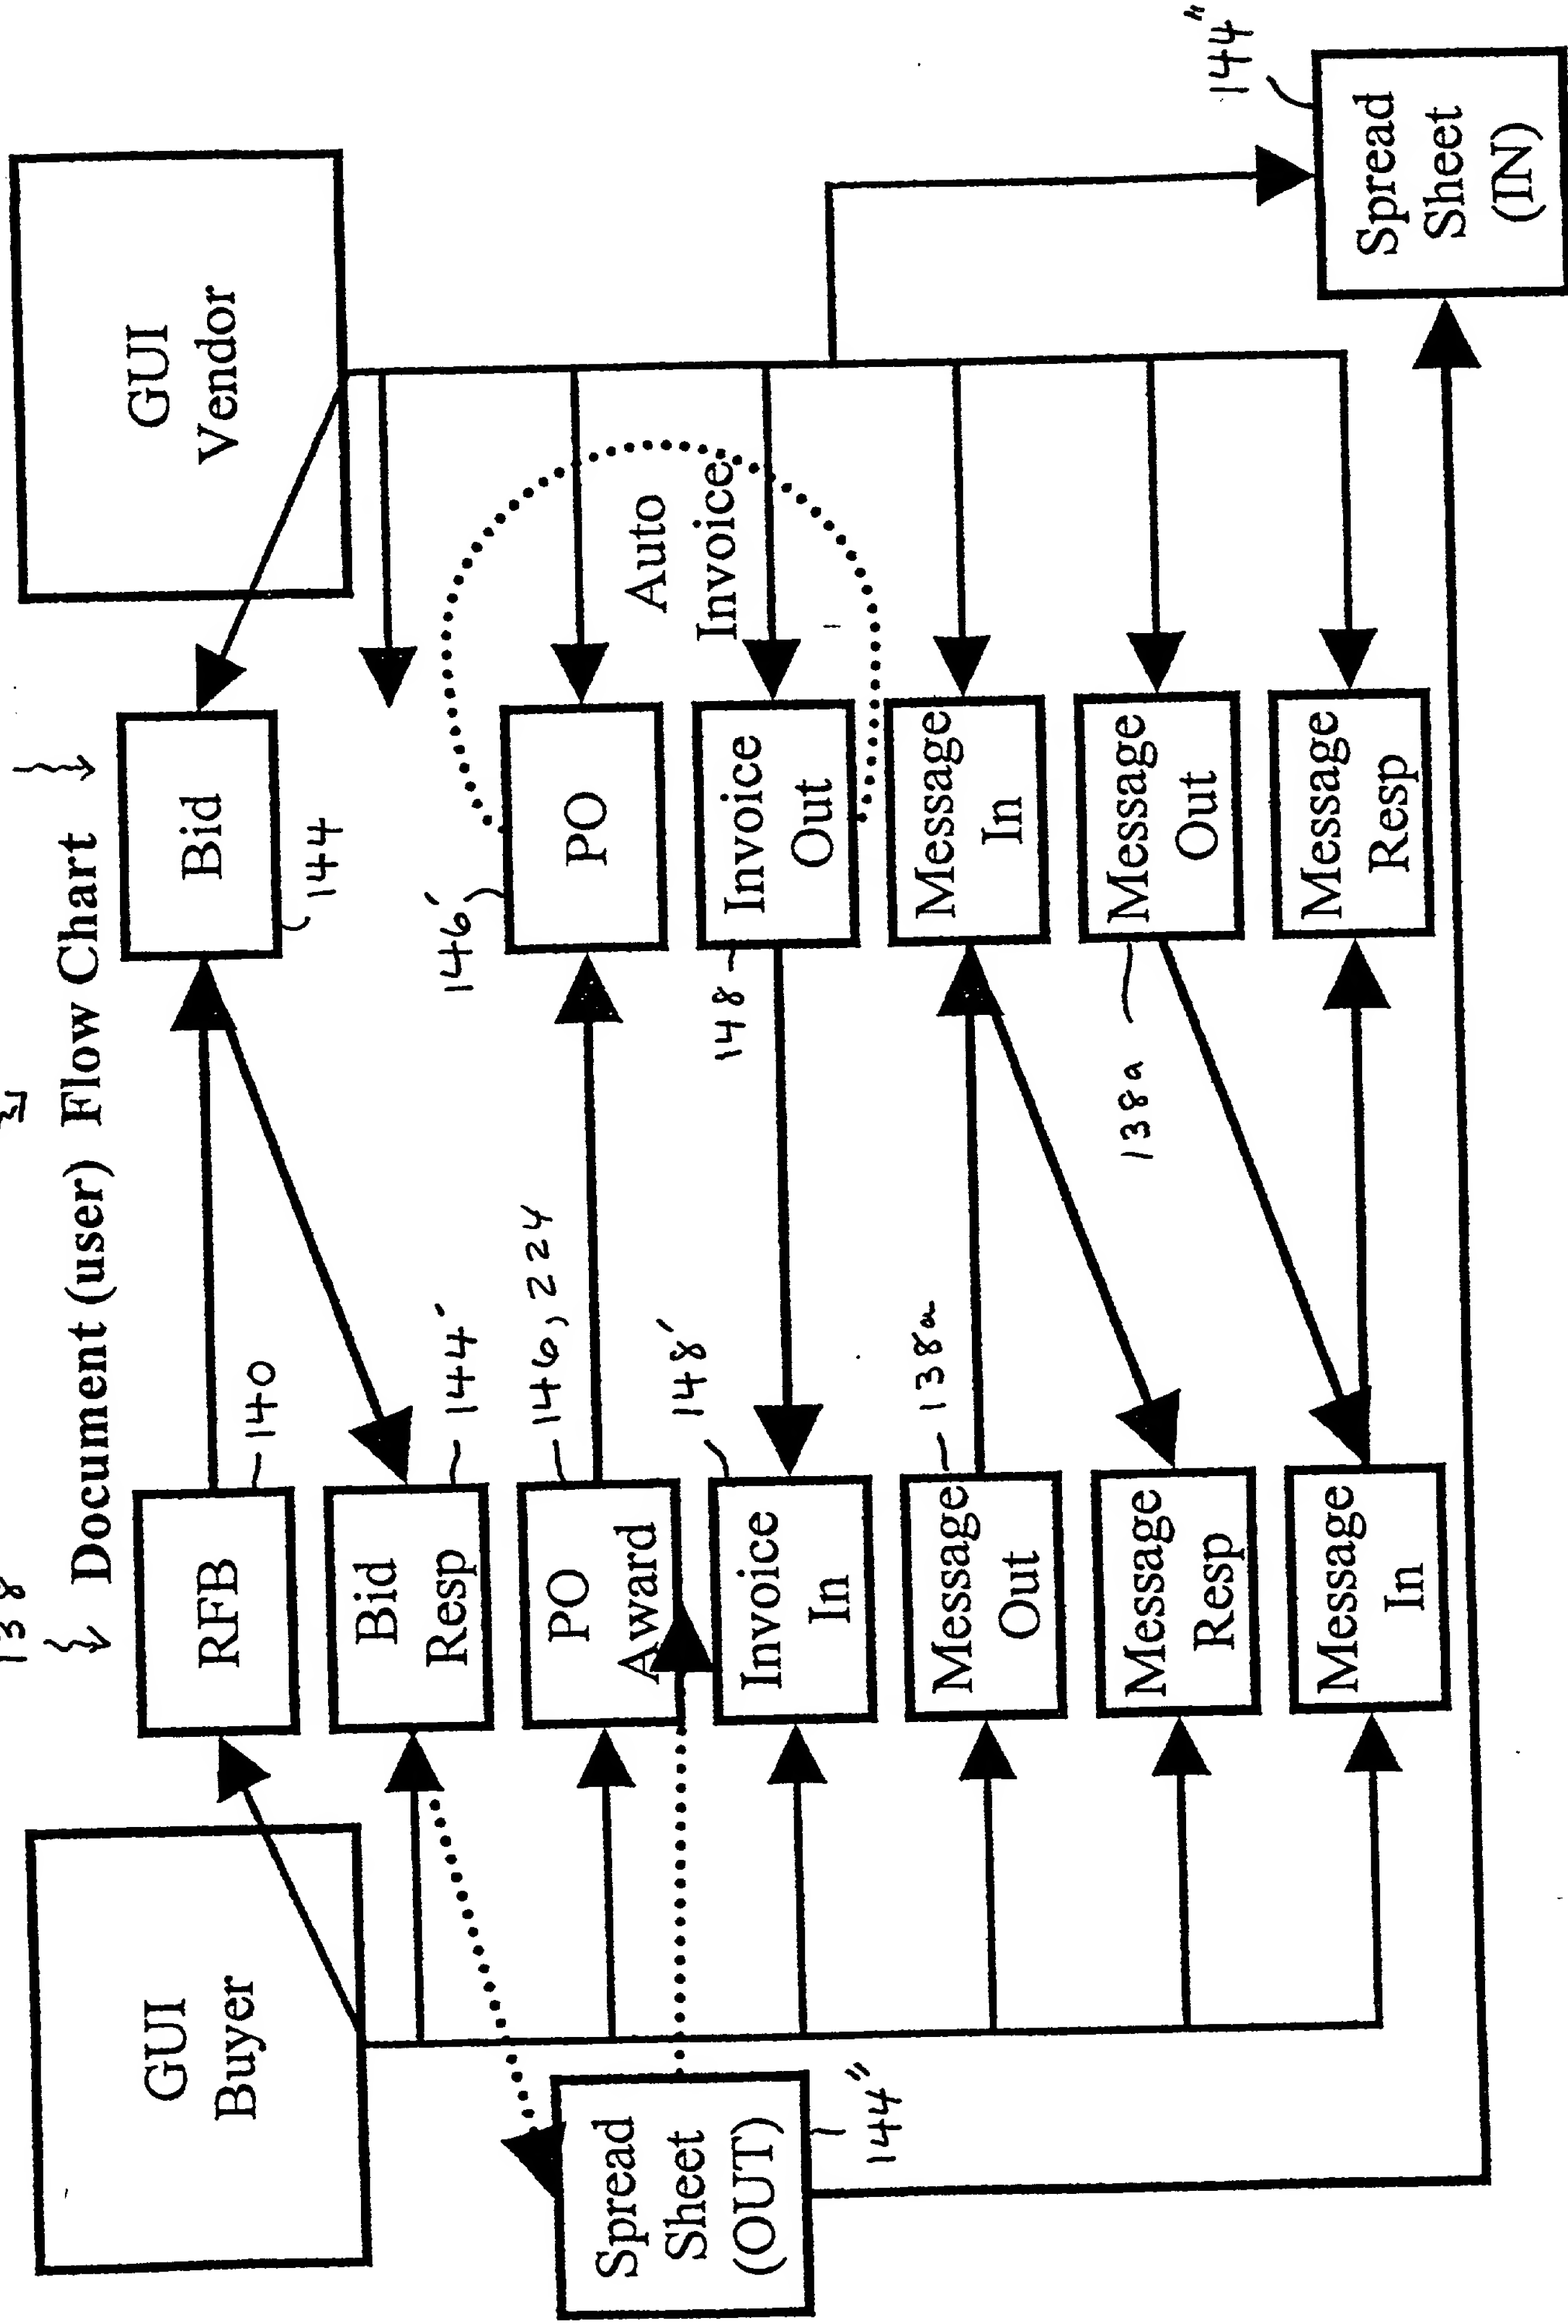 138
Document (user) Flow Chart
GUI
Buyer
GUI
Vendor
RFB
140
Bid
144
Bid
Resp
144'
PO
Award
146, 224
PO
146'
Auto
Invoice
Invoice
In
148'
Invoice
Out
148
Message
Out
138a
Message
In
Message
Resp
Message
Out
138a
Message
In
Message
Resp
Spread
Sheet
(OUT)
144"
Spread
Sheet
(IN)
144"